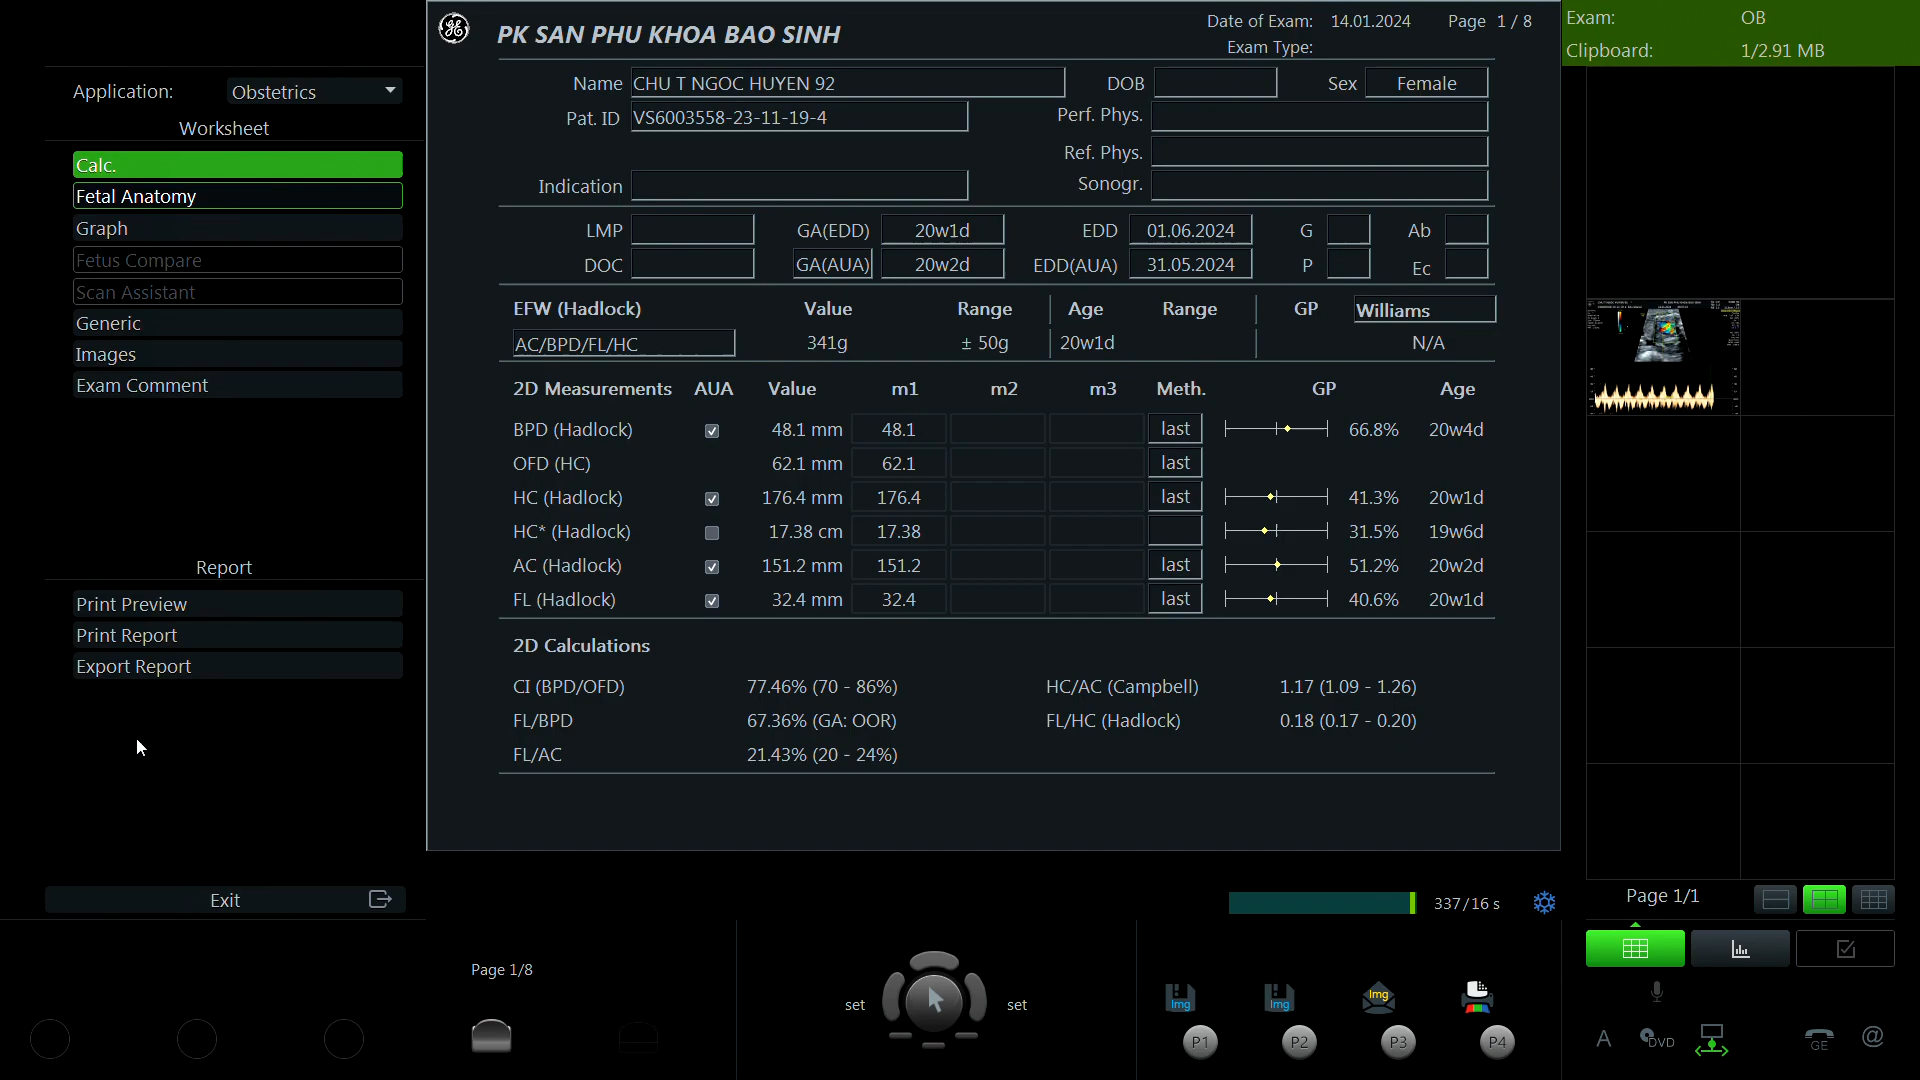 PK SAN PHU KHOA BAO SINH
Date of Exam: 14.01.2024 Page 1 / 8
Exam Type:
Exam: OB
Clipboard: 1/2.91 MB
Application: Obstetrics
Worksheet
Calc.
Fetal Anatomy
Graph
Fetus Compare
Scan Assistant
Generic
Images
Exam Comment
Report
Print Preview
Print Report
Export Report
Exit
Name CHU T NGOC HUYEN 92 DOB Sex Female
Pat. ID VS6003558-23-11-19-4 Perf. Phys.
Ref. Phys.
Indication Sonogr.
LMP GA(EDD) 20w1d EDD 01.06.2024 G Ab
DOC GA(AUA) 20w2d EDD(AUA) 31.05.2024 P Ec
EFW (Hadlock) Value Range Age Range GP Williams
AC/BPD/FL/HC 341g ± 50g 20w1d N/A
2D Measurements AUA Value m1 m2 m3 Meth. GP Age
BPD (Hadlock) 48.1 mm 48.1 last 66.8% 20w4d
OFD (HC) 62.1 mm 62.1 last
HC (Hadlock) 176.4 mm 176.4 last 41.3% 20w1d
HC* (Hadlock) 17.38 cm 17.38 31.5% 19w6d
AC (Hadlock) 151.2 mm 151.2 last 51.2% 20w2d
FL (Hadlock) 32.4 mm 32.4 last 40.6% 20w1d
2D Calculations
CI (BPD/OFD) 77.46% (70 - 86%) HC/AC (Campbell) 1.17 (1.09 - 1.26)
FL/BPD 67.36% (GA: OOR) FL/HC (Hadlock) 0.18 (0.17 - 0.20)
FL/AC 21.43% (20 - 24%)
337/16 s
Page 1/1
Page 1/8
set set
Img Img Img
P1 P2 P3 P4
A DVD GE @